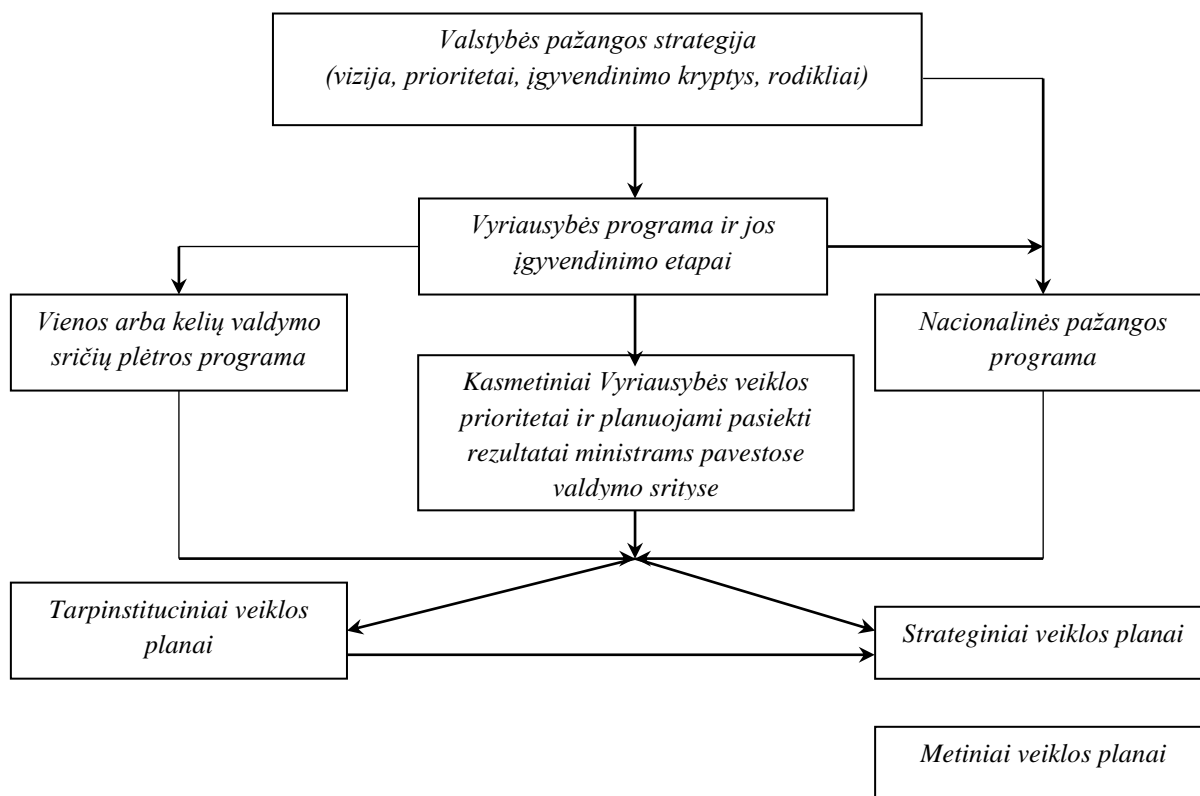 Valstybės pažangos strategija
(vizija, prioritetai, įgyvendinimo kryptys, rodikliai)
Vyriausybės programa ir jos
įgyvendinimo etapai
Vienos arba kelių valdymo
sričių plėtros programa
Nacionalinės pažangos
programa
Kasmetiniai Vyriausybės veiklos
prioritetai ir planuojami pasiekti
rezultatai ministrams pavestose
valdymo srityse
Tarpinstituciniai veiklos
planai
Strateginiai veiklos planai
Metiniai veiklos planai